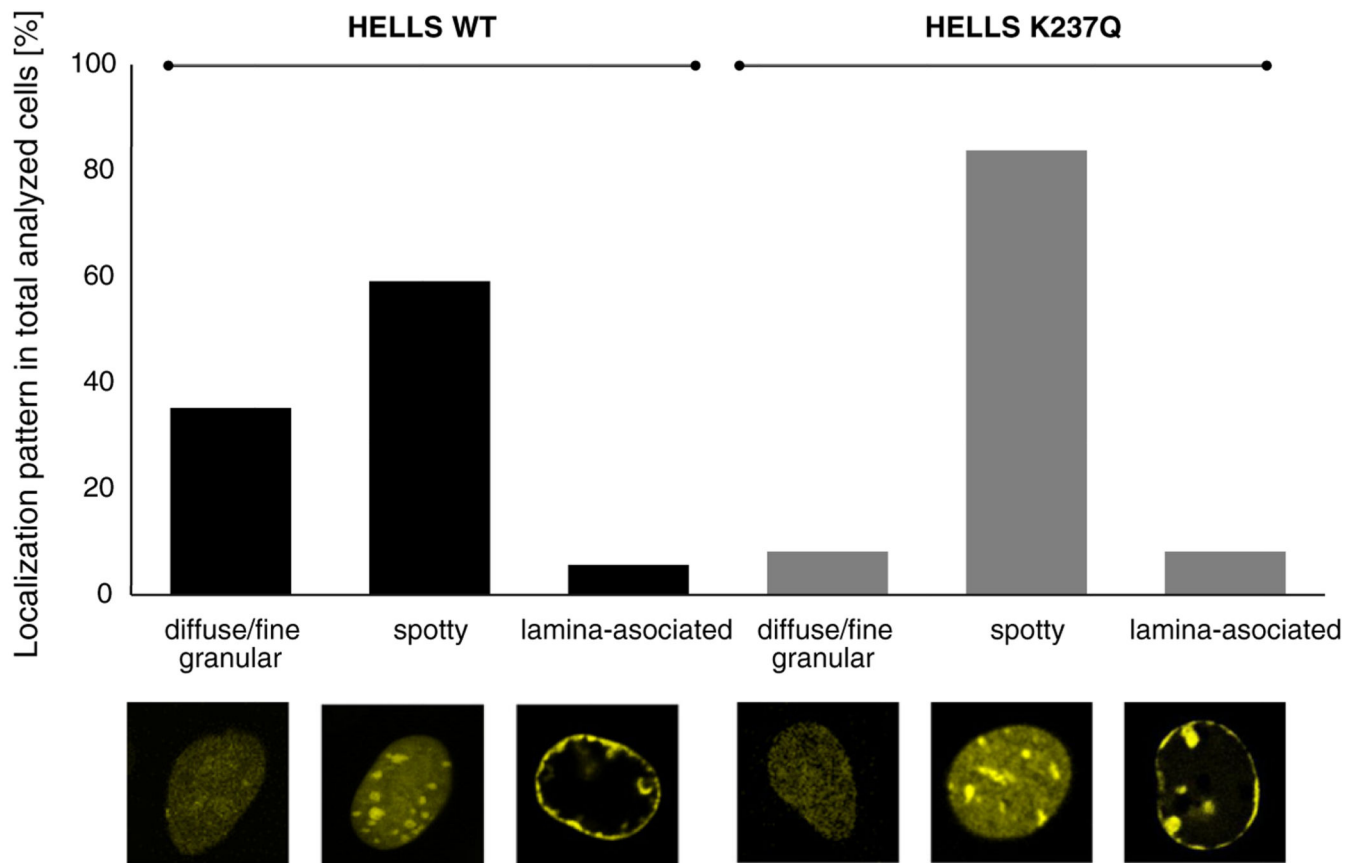 Localization pattern in total analyzed cells [%]
HELLS WT
HELLS K237Q
100
80
60
40
20
0
diffuse/fine
granular
spotty
lamina-asociated
diffuse/fine
granular
spotty
lamina-asociated